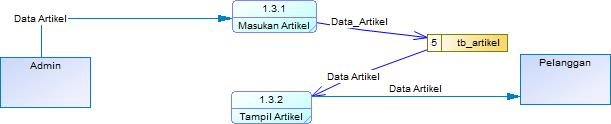 Data Artikel
1.3.1
Masukan Artikel
Data_Artikel
5 tb_artikel
Admin
Pelanggan
Data Artikel
Data Artikel
1.3.2
Tampil Artikel